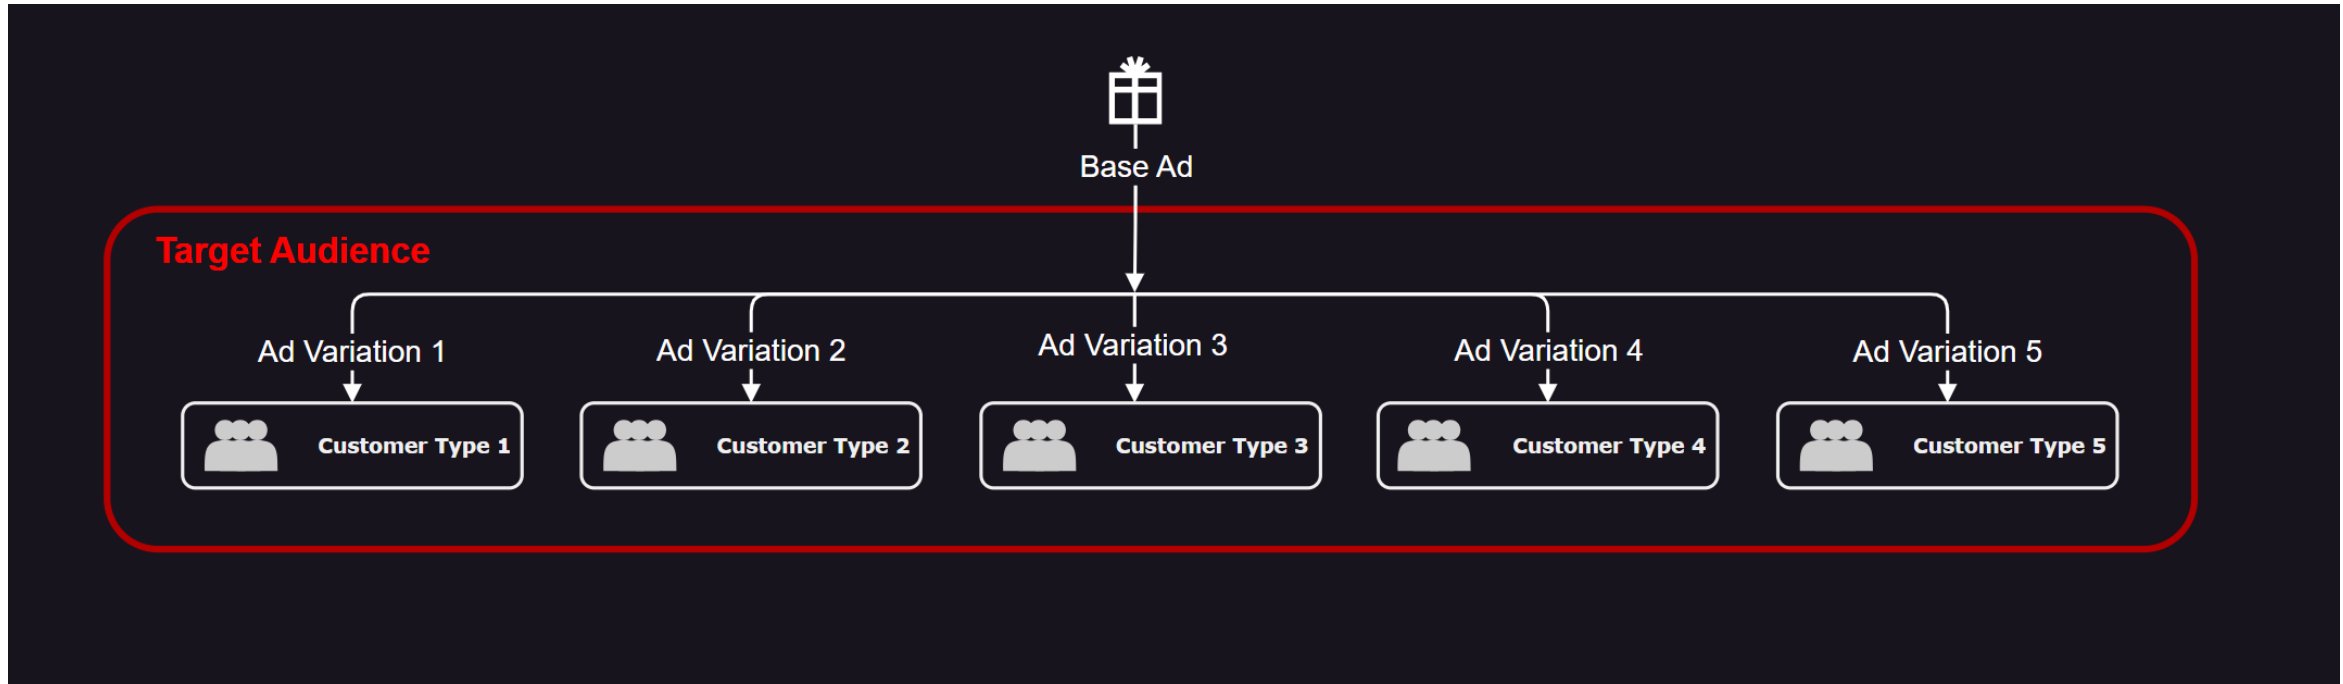 Base Ad
Target Audience
Ad Variation 1
Ad Variation 2
Ad Variation 3
Ad Variation 4
Ad Variation 5
Customer Type 1
Customer Type 2
Customer Type 3
Customer Type 4
Customer Type 5